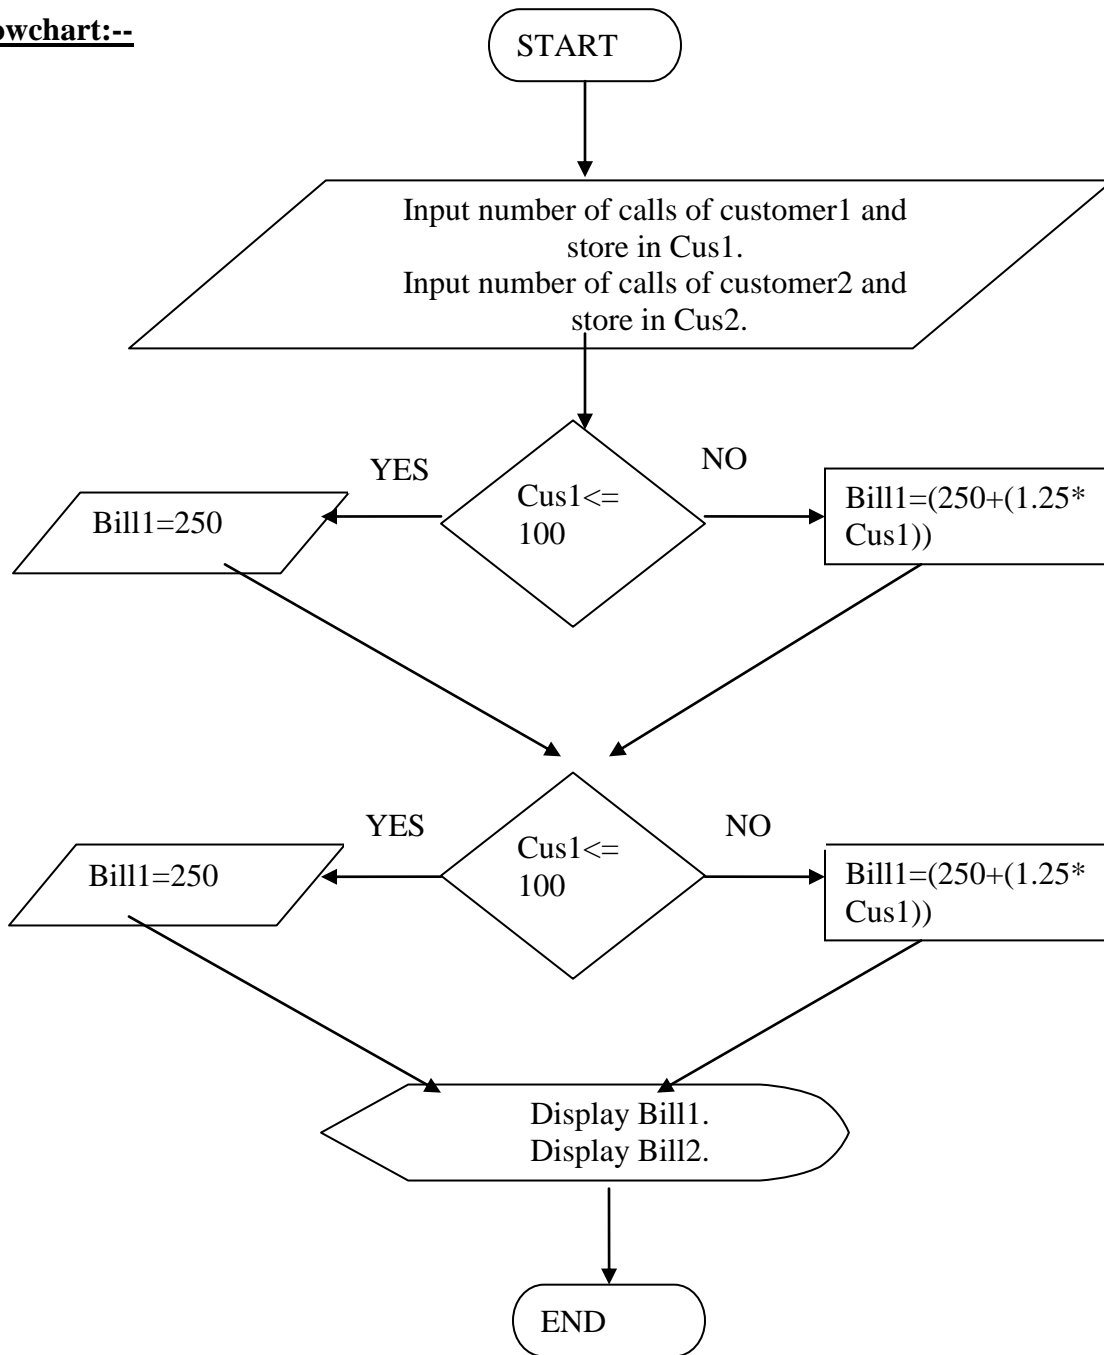 owchart:--
START
Input number of calls of customer1 and
store in Cus1.
Input number of calls of customer2 and
store in Cus2.
YES
NO
Cus1<=
100
Bill1=250
Bill1=(250+(1.25*
Cus1))
YES
NO
Cus1<=
100
Bill1=250
Bill1=(250+(1.25*
Cus1))
Display Bill1.
Display Bill2.
END